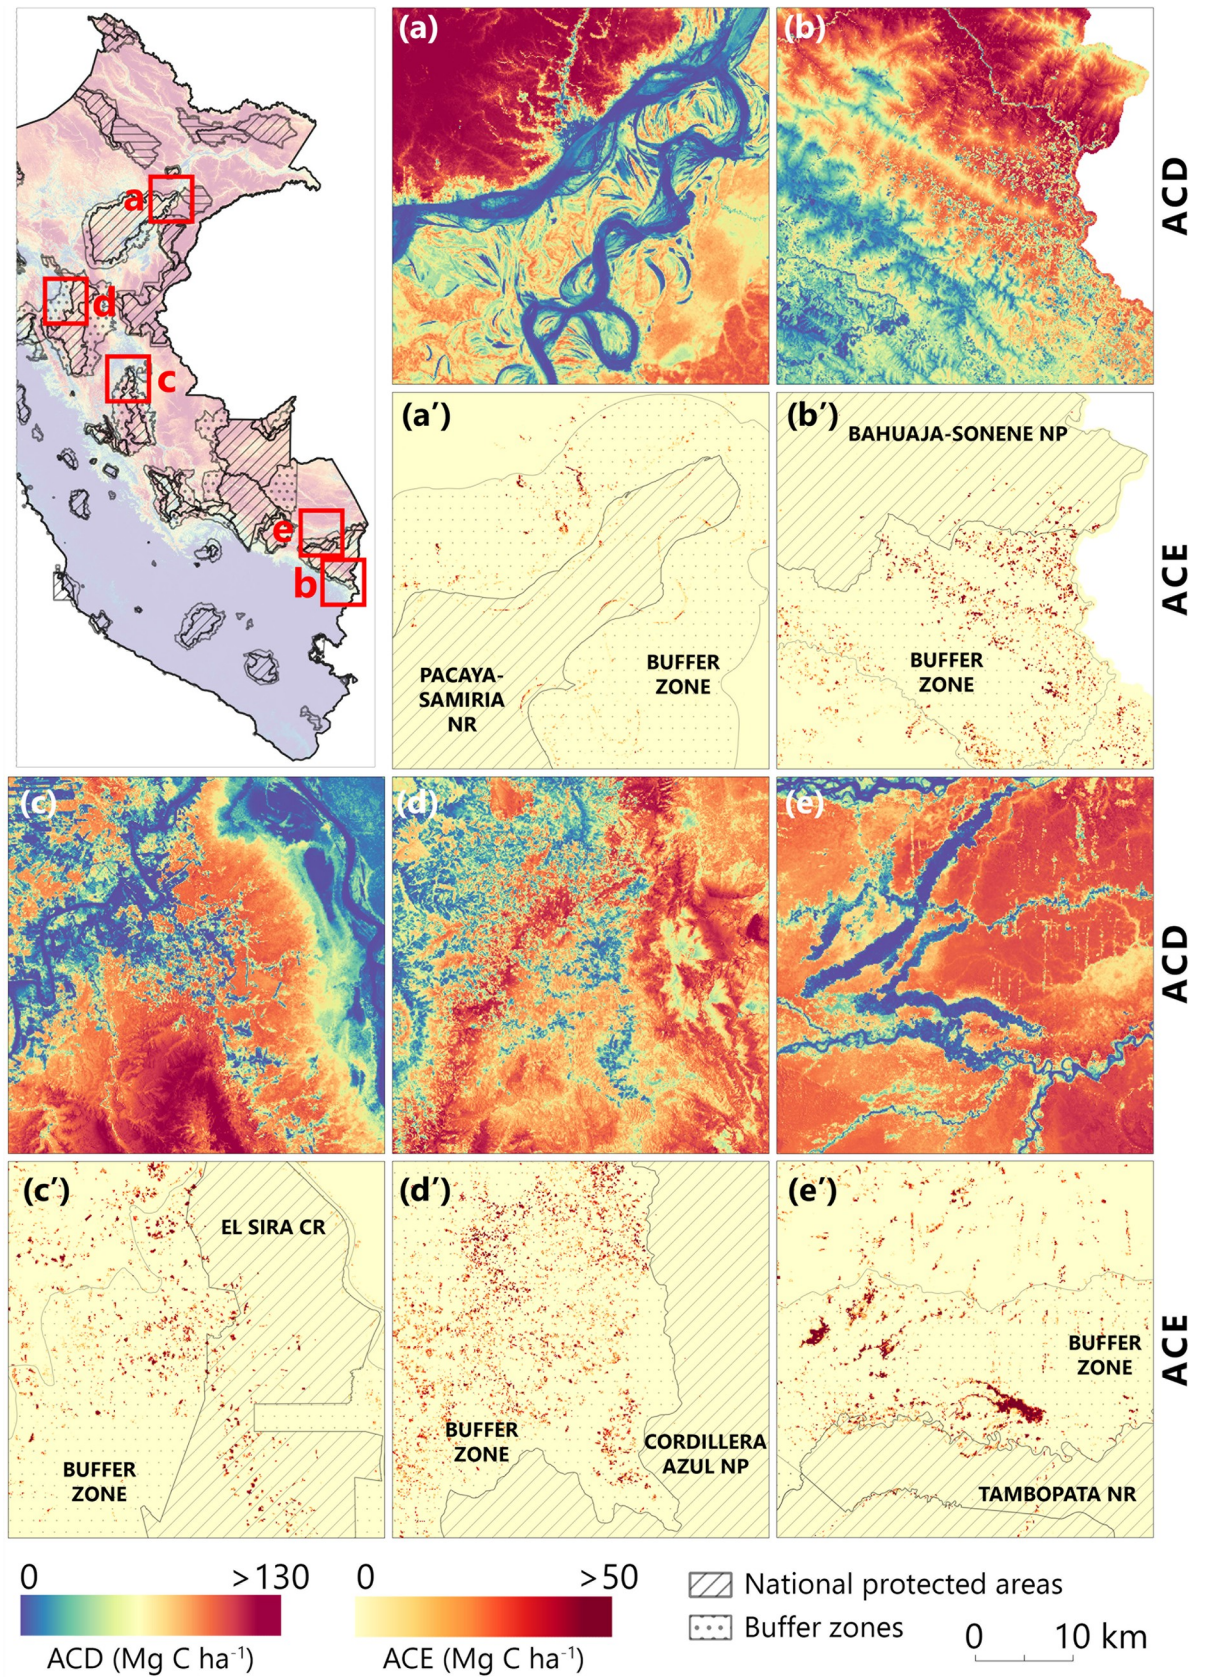 a
d
c
e
b
(a)
(b)
ACD
(a′)
PACAYA-
SAMIRIA
NR
BUFFER
ZONE
(b′)
BAHUAJA-SONENE NP
BUFFER
ZONE
ACE
(c)
(d)
(e)
ACD
(c′)
EL SIRA CR
BUFFER
ZONE
(d′)
BUFFER
ZONE
CORDILLERA
AZUL NP
(e′)
BUFFER
ZONE
TAMBOPATA NR
ACE
0 >130
ACD (Mg C ha⁻¹)
0 >50
ACE (Mg C ha⁻¹)
National protected areas
Buffer zones
0 10 km